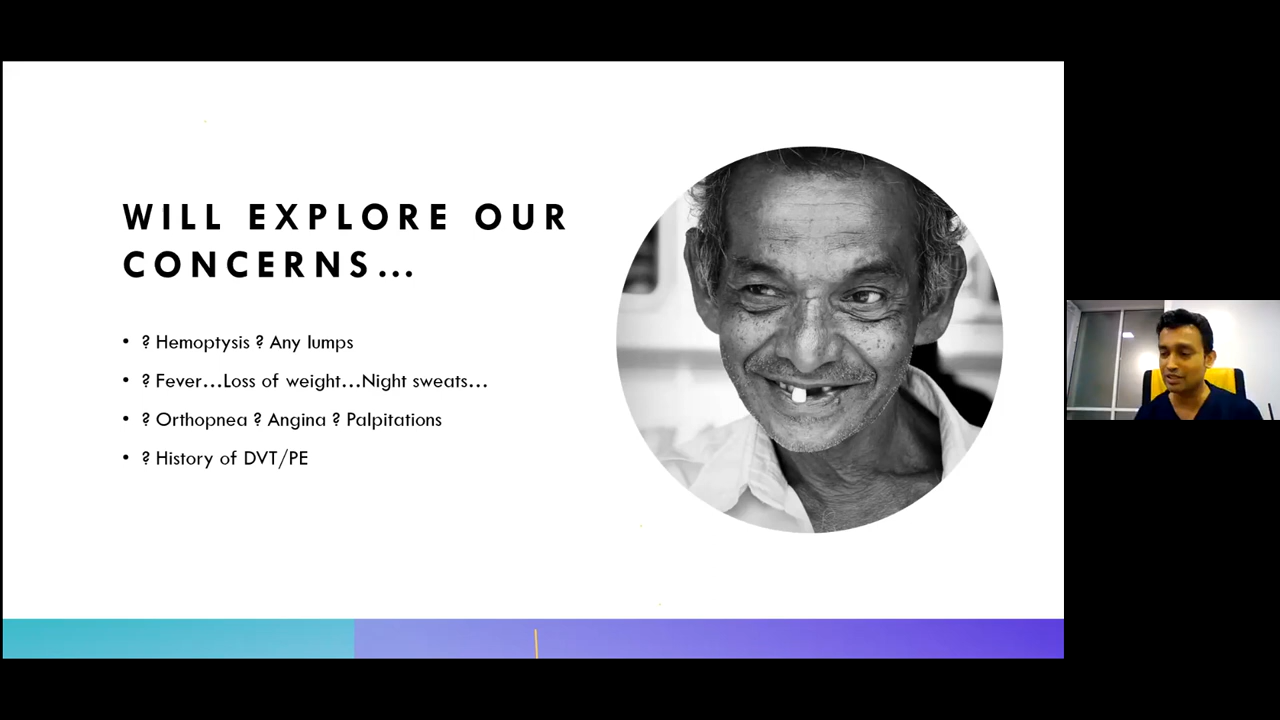 WILL EXPLORE OUR
CONCERNS...
• ? Hemoptysis ? Any lumps
• ? Fever...Loss of weight...Night sweats...
• ? Orthopnea ? Angina ? Palpitations
• ? History of DVT/PE